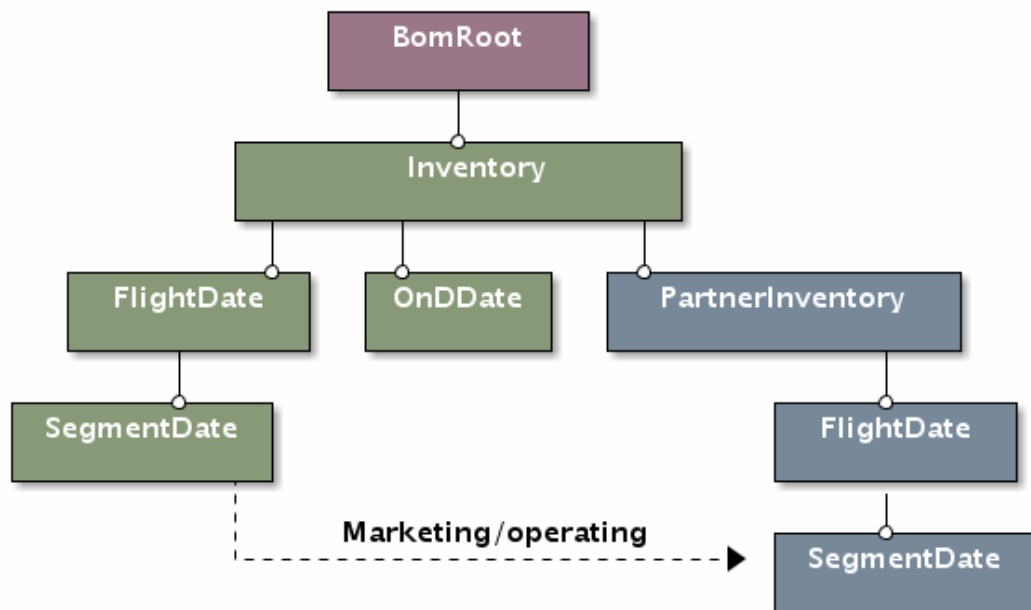 BomRoot
Inventory
FlightDate
OnDDate
PartnerInventory
SegmentDate
FlightDate
Marketing/operating
SegmentDate